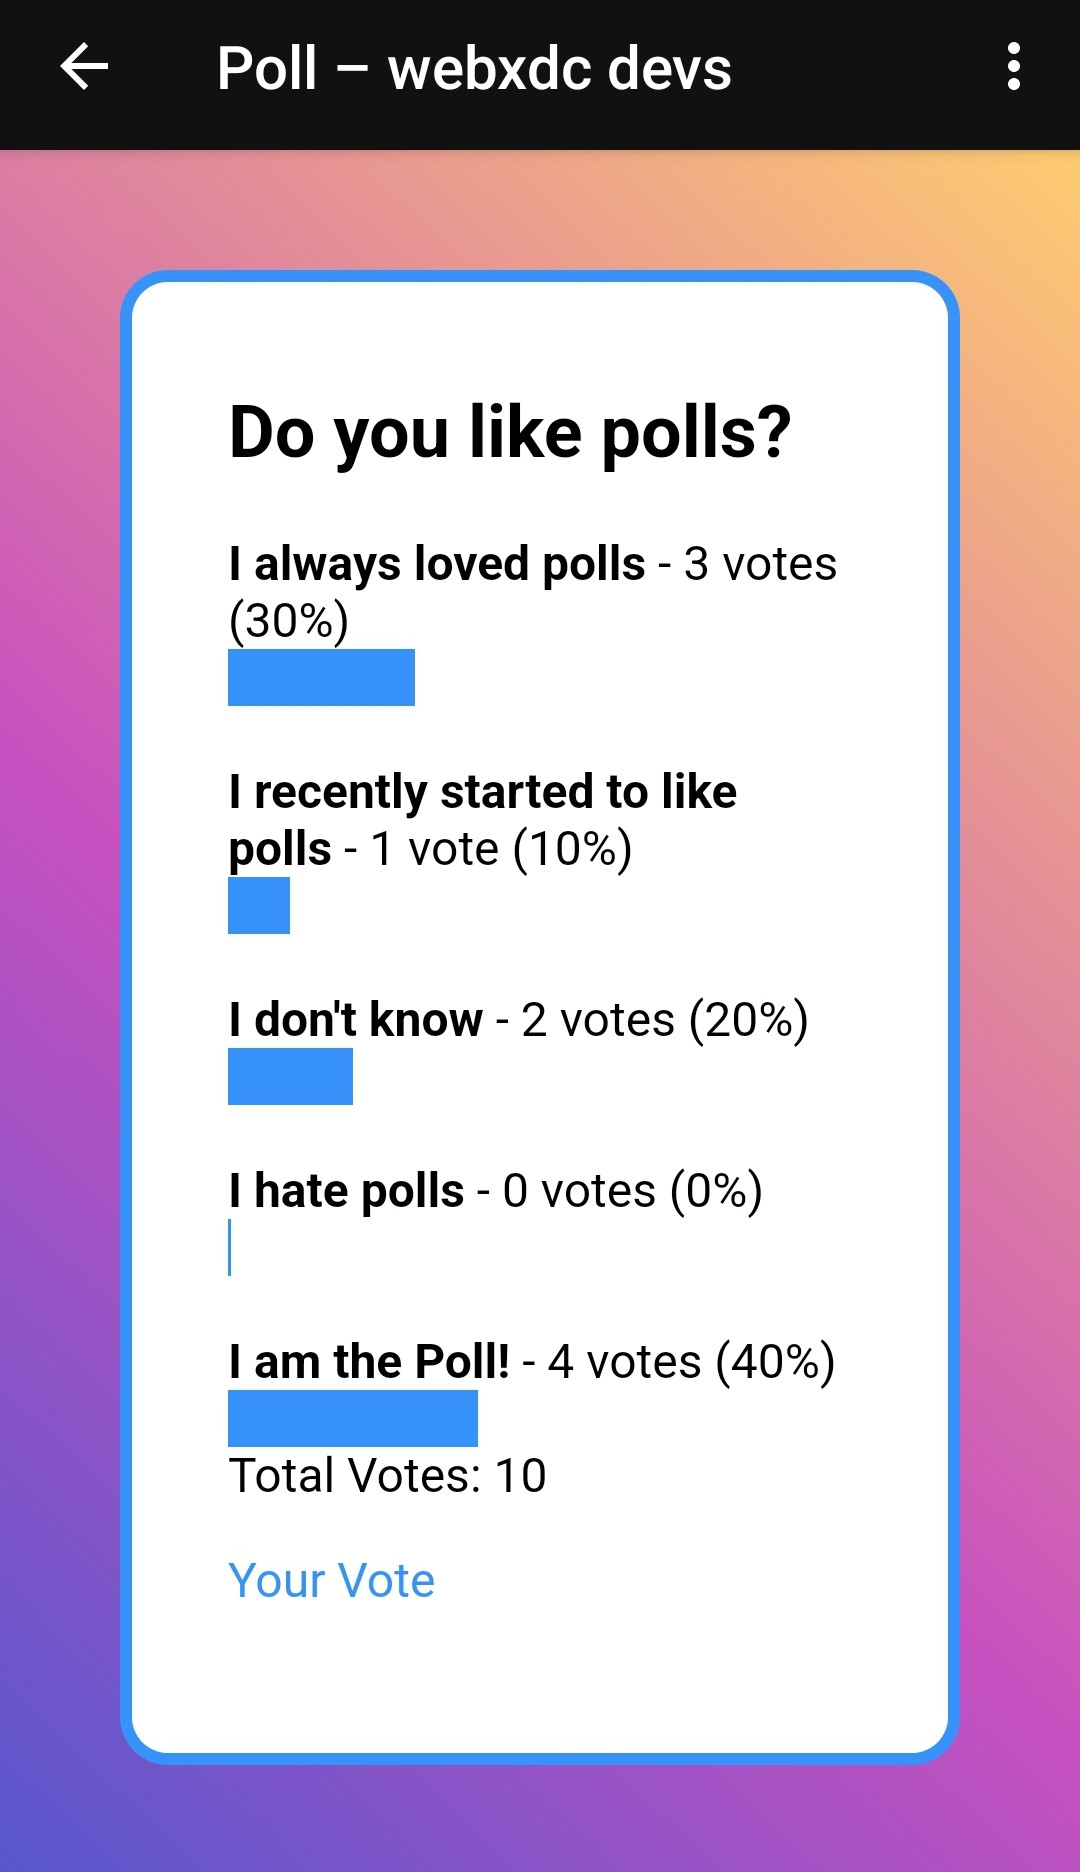 Poll – webxdc devs
Do you like polls?
I always loved polls - 3 votes
(30%)
I recently started to like
polls - 1 vote (10%)
I don't know - 2 votes (20%)
I hate polls - 0 votes (0%)
I am the Poll! - 4 votes (40%)
Total Votes: 10
Your Vote